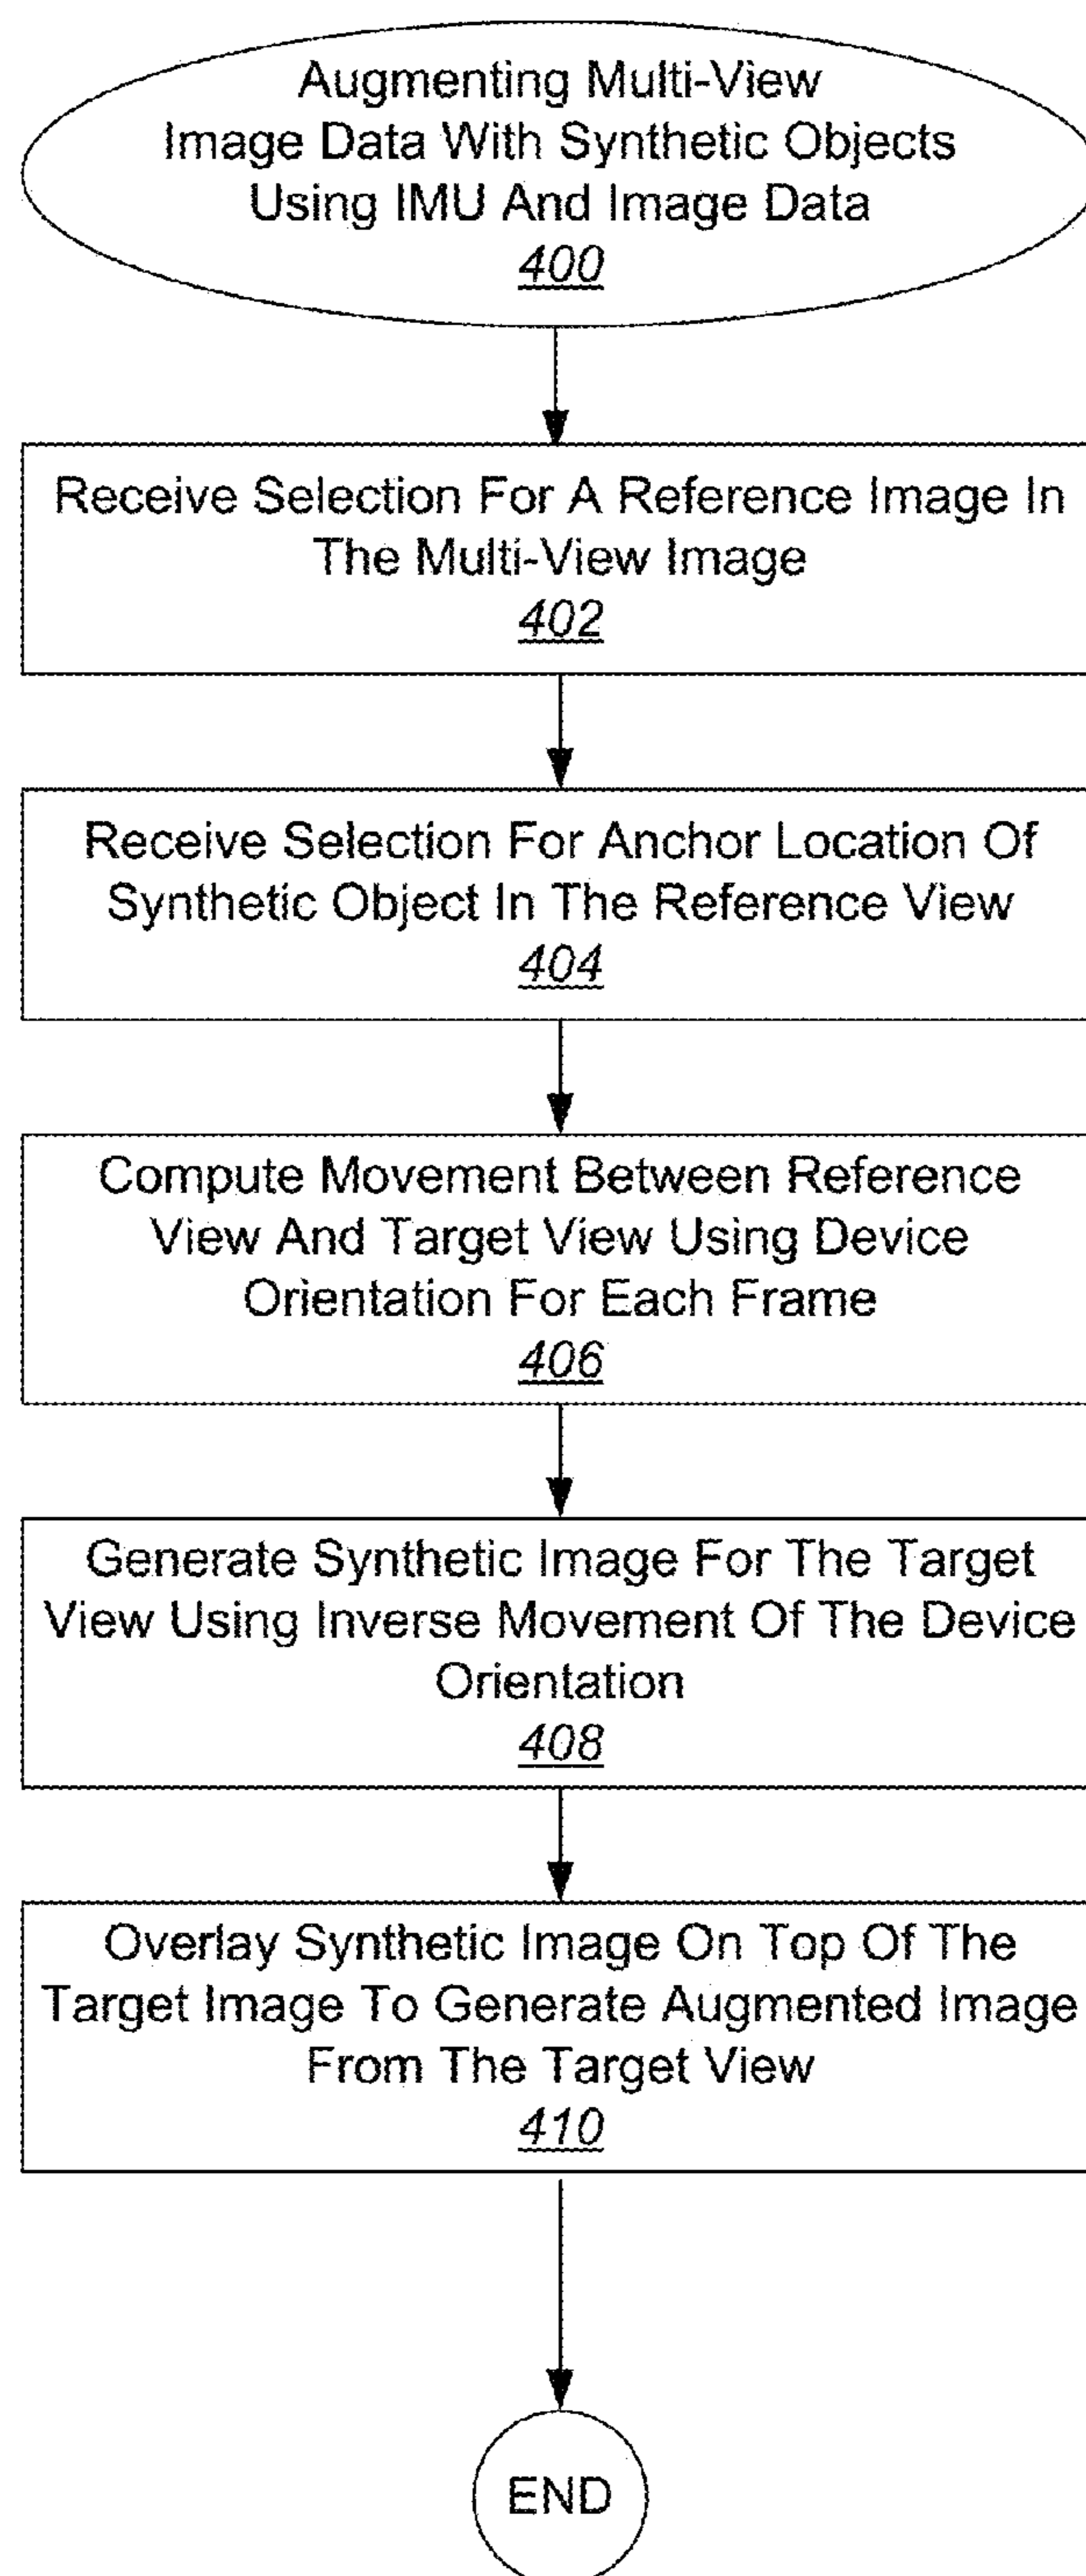 Augmenting Multi-View
Image Data With Synthetic Objects
Using IMU And Image Data
400
Receive Selection For A Reference Image In
The Multi-View Image
402
Receive Selection For Anchor Location Of
Synthetic Object In The Reference View
404
Compute Movement Between Reference
View And Target View Using Device
Orientation For Each Frame
406
Generate Synthetic Image For The Target
View Using Inverse Movement Of The Device
Orientation
408
Overlay Synthetic Image On Top Of The
Target Image To Generate Augmented Image
From The Target View
410
END